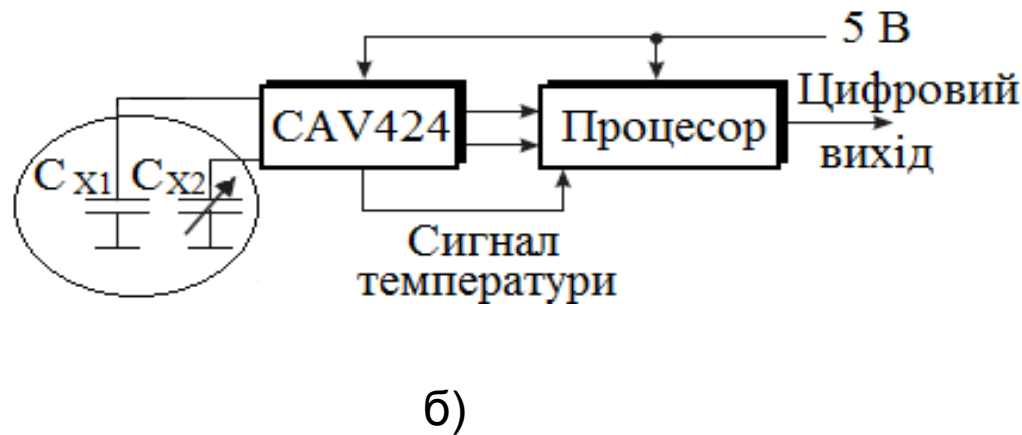 5 В
Цифровий
вихід
CAV424
Процесор
C X1
C X2
Сигнал
температури
б)